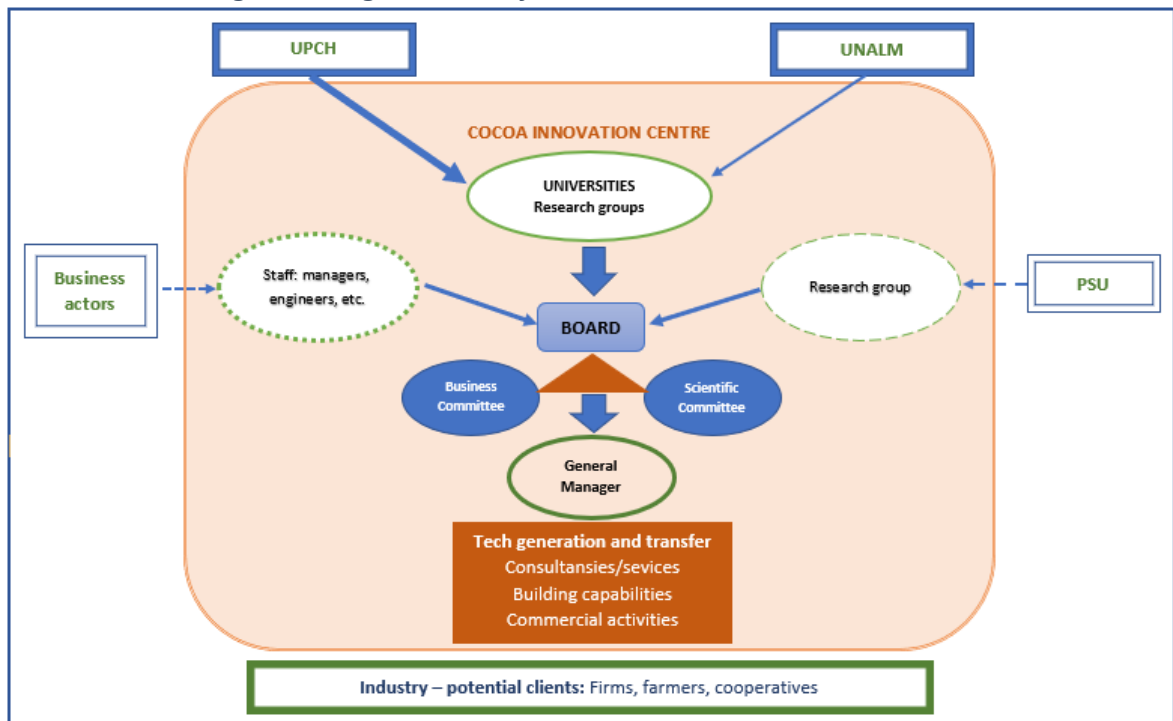 UPCH
UNALM
COCOA INNOVATION CENTRE
UNIVERSITIES
Research groups
Business
actors
Staff: managers,
engineers, etc.
Research group
PSU
BOARD
Business
Committee
Scientific
Committee
General
Manager
Tech generation and transfer
Consultansies/sevices
Building capabilities
Commercial activities
Industry – potential clients: Firms, farmers, cooperatives